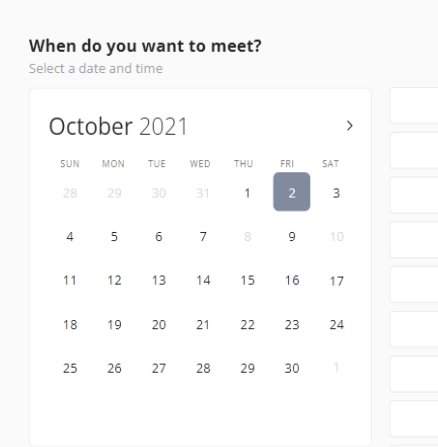 When do you want to meet?
Select a date and time
October 2021
SUN MON TUE WED THU FRI SAT
28 29 30 31 1 2 3
4 5 6 7 8 9 10
11 12 13 14 15 16 17
18 19 20 21 22 23 24
25 26 27 28 29 30 1